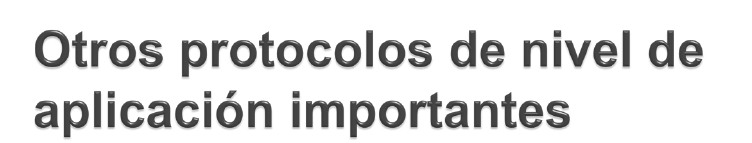 Otros protocolos de nivel de
aplicación importantes